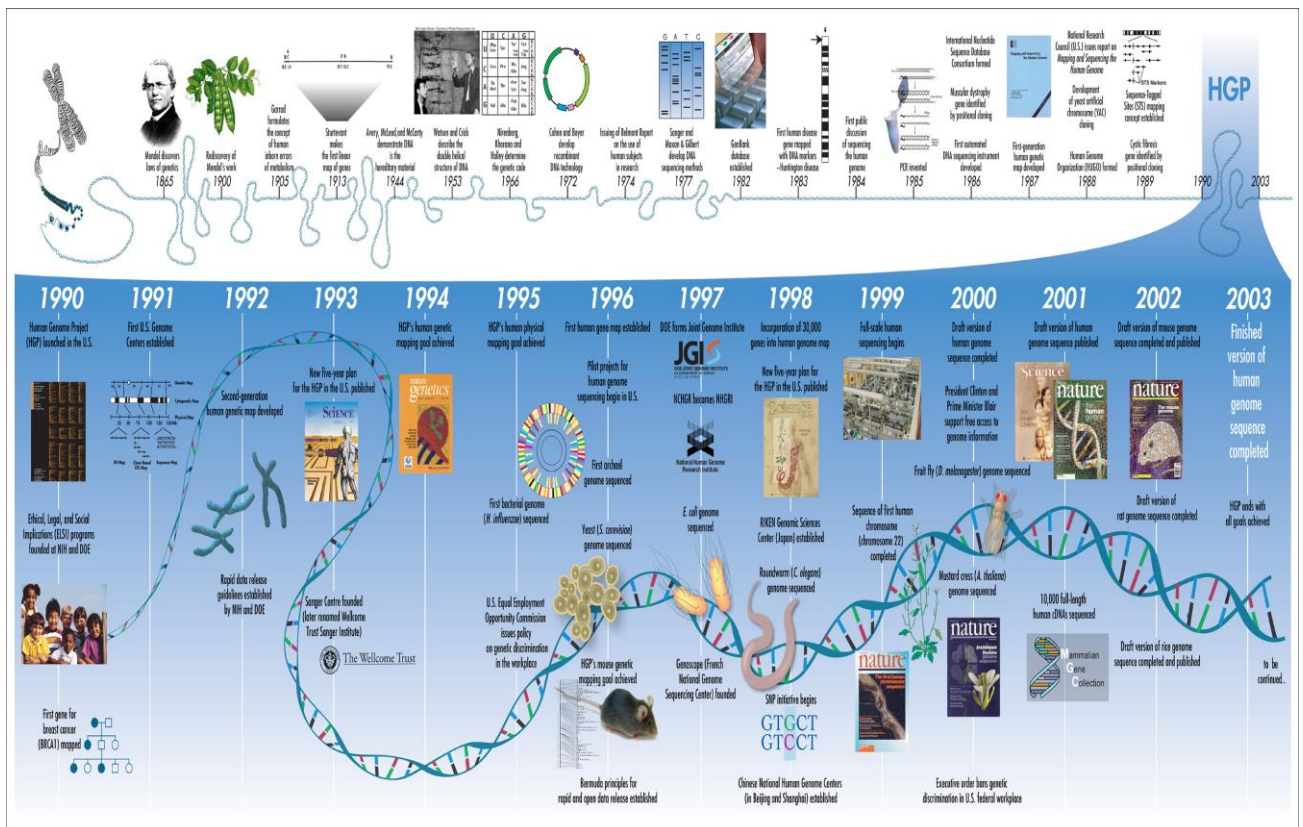 Mendel discovers
laws of genetics
1865
Rediscovery of
Mendel's work
1900
Garrod
formulates
the concept
of human
inborn errors
of metabolism
1905
Sturtevant
makes
the first linear
map of genes
1913
Avery, McLeod, and McCarty
demonstrate DNA
is the
hereditary material
1944
Watson and Crick
describe the
double helical
structure of DNA
1953
U C A G
U
C
A
G
Nirenberg,
Khorana and
Holley determine
the genetic code
1966
Cohen and Boyer
develop
recombinant
DNA technology
1972
Issuing of Belmont Report
on the use of
human subjects
in research
1974
G A T C
Sanger and
Maxam & Gilbert
develop DNA
sequencing methods
1977
GenBank
database
established
1982
4
First human disease
gene mapped
with DNA markers
–Huntington disease
1983
First public
discussion of
sequencing
the human
genome
1984
PCR invented
1985
International Nucleotide
Sequence Database
Consortium formed
Muscular dystrophy
gene identified
by positional cloning
First automated
DNA sequencing instrument
developed
1986
First-generation
human genetic
map developed
1987
National Research
Council (U.S.) issues report on
Mapping and Sequencing the
Human Genome
Development
of yeast artificial
chromosome (YAC)
cloning
Human Genome
Organization (HUGO) formed
1988
STS Markers
Sequence-Tagged
Sites (STS) mapping
concept established
Cystic fibrosis
gene identified by
positional cloning
1989
HGP
1990
2003
1990
Human Genome Project
(HGP) launched in the U.S.
Ethical, Legal, and Social
Implications (ELSI) programs
founded at NIH and DOE
First gene for
breast cancer
(BRCA1) mapped
1991
First U.S. Genome
Centers established
Genetic Map
Cytogenetic Map
Physical Map
Sequence Map
1992
Second-generation
human genetic map developed
Rapid data release
guidelines established
by NIH and DOE
1993
New five-year plan
for the HGP in the U.S. published
Science
Sanger Centre founded
(later renamed Wellcome
Trust Sanger Institute)
The Wellcome Trust
1994
HGP's human genetic
mapping goal achieved
nature
genetics
1995
HGP's human physical
mapping goal achieved
First bacterial genome
(H. influenzae) sequenced
U.S. Equal Employment
Opportunity Commission
issues policy
on genetic discrimination
in the workplace
1996
First human gene map established
Pilot projects for
human genome
sequencing begin in U.S.
First archaeal
genome sequenced
Yeast (S. cerevisiae)
genome sequenced
HGP's mouse genetic
mapping goal achieved
Bermuda principles for
rapid and open data release established
1997
DOE forms Joint Genome Institute
JGI
DOE JOINT GENOME INSTITUTE
NCHGR becomes NHGRI
National Human Genome
Research Institute
E. coli genome
sequenced
Genoscope (French
National Genome
Sequencing Center) founded
1998
Incorporation of 30,000
genes into human genome map
New five-year plan for
the HGP in the U.S. published
Science
RIKEN Genomic Sciences
Center (Japan) established
Roundworm (C. elegans)
genome sequenced
SNP initiative begins
GTGCT
GTCCT
Chinese National Human Genome Centers
(in Beijing and Shanghai) established
1999
Full-scale human
sequencing begins
Sequence of first human
chromosome
(chromosome 22)
completed
nature
The first human
chromosome
sequence
2000
Draft version of
human genome
sequence completed
President Clinton and
Prime Minister Blair
support free access to
genome information
Fruit fly (D. melanogaster) genome sequenced
Mustard cress (A. thaliana)
genome sequenced
nature
Executive order bans genetic
discrimination in U.S. federal workplace
2001
Draft version of human
genome sequence published
Science
nature
human
genome
10,000 full-length
human cDNAs sequenced
Mammalian
Gene
Collection
2002
Draft version of mouse genome
sequence completed and published
nature
The mouse
genome
Draft version of
rat genome sequence completed
Draft version of rice genome
sequence completed and published
2003
Finished
version of
human
genome
sequence
completed
HGP ends with
all goals achieved
to be
continued...